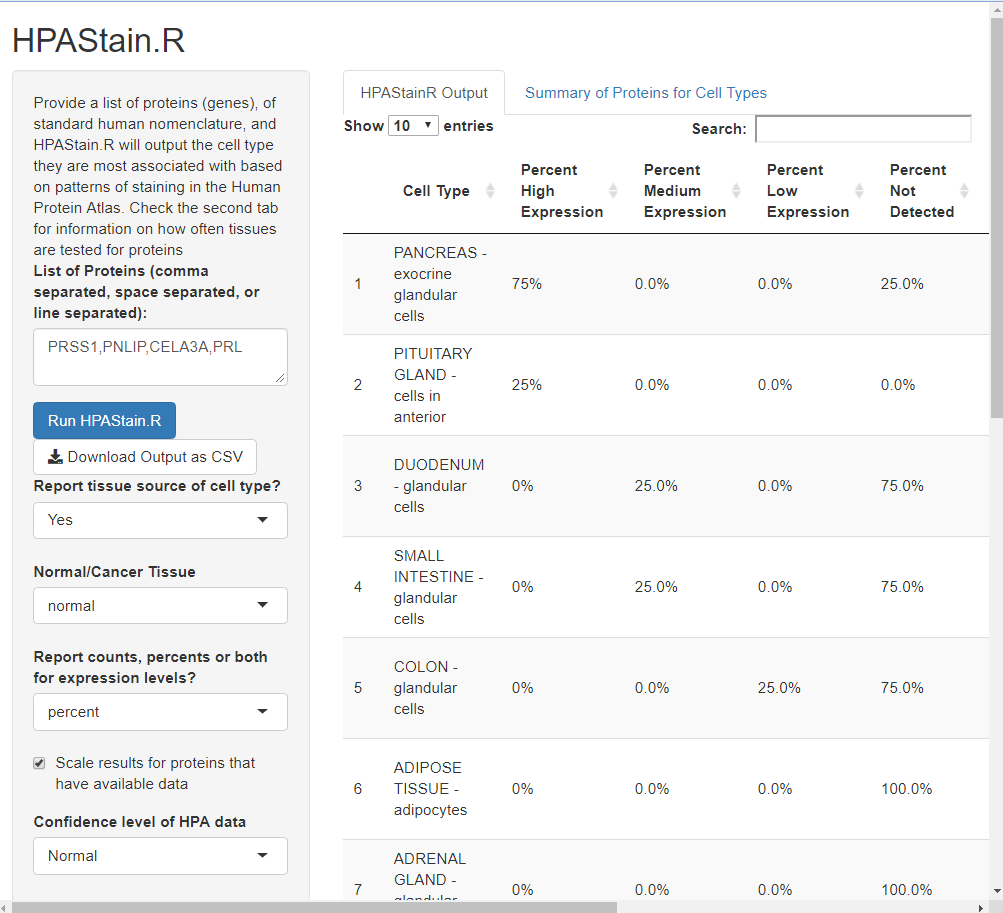 HPAStain.R
Provide a list of proteins (genes), of
standard human nomenclature, and
HPAStain.R will output the cell type
they are most associated with based
on patterns of staining in the Human
Protein Atlas. Check the second tab
for information on how often tissues
are tested for proteins
List of Proteins (comma
separated, space separated, or
line separated):
PRSS1,PNLIP,CELA3A,PRL
Run HPAStain.R
Download Output as CSV
Report tissue source of cell type?
Yes
Normal/Cancer Tissue
normal
Report counts, percents or both
for expression levels?
percent
Scale results for proteins that
have available data
Confidence level of HPA data
Normal
HPAStainR Output
Summary of Proteins for Cell Types
Show 10 entries
Search:
Cell Type
Percent
High
Expression
Percent
Medium
Expression
Percent
Low
Expression
Percent
Not
Detected
1
PANCREAS -
exocrine
glandular
cells
75%
0.0%
0.0%
25.0%
2
PITUITARY
GLAND -
cells in
anterior
25%
0.0%
0.0%
0.0%
3
DUODENUM
- glandular
cells
0%
25.0%
0.0%
75.0%
4
SMALL
INTESTINE -
glandular
cells
0%
25.0%
0.0%
75.0%
5
COLON -
glandular
cells
0%
0.0%
25.0%
75.0%
6
ADIPOSE
TISSUE -
adipocytes
0%
0.0%
0.0%
100.0%
7
ADRENAL
GLAND -
glandular
0%
0.0%
0.0%
100.0%